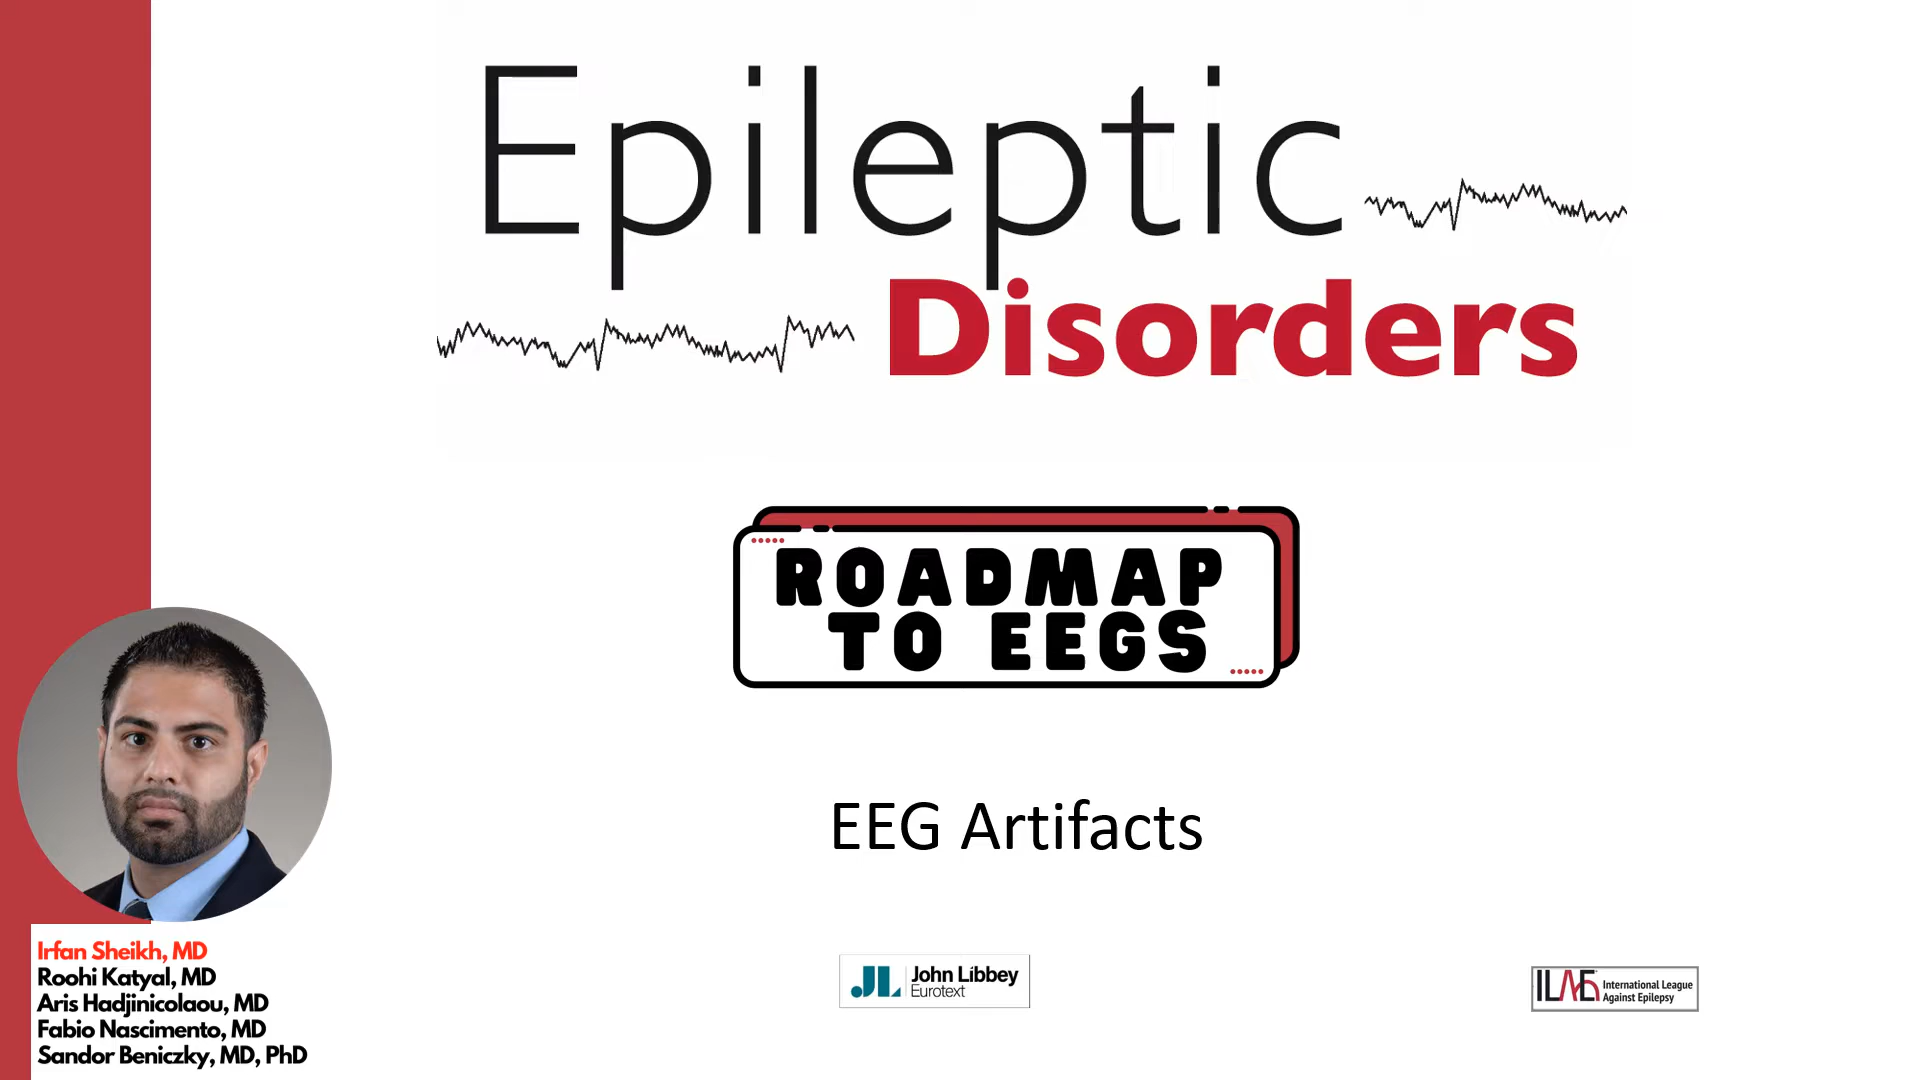 Epileptic
Disorders
ROADMAP
TO EEGS
EEG Artifacts
Irfan Sheikh, MD
Roohi Katyal, MD
Aris Hadjinicolaou, MD
Fabio Nascimento, MD
Sandor Beniczky, MD, PhD
JL John Libbey
Eurotext
ILAE International League
Against Epilepsy